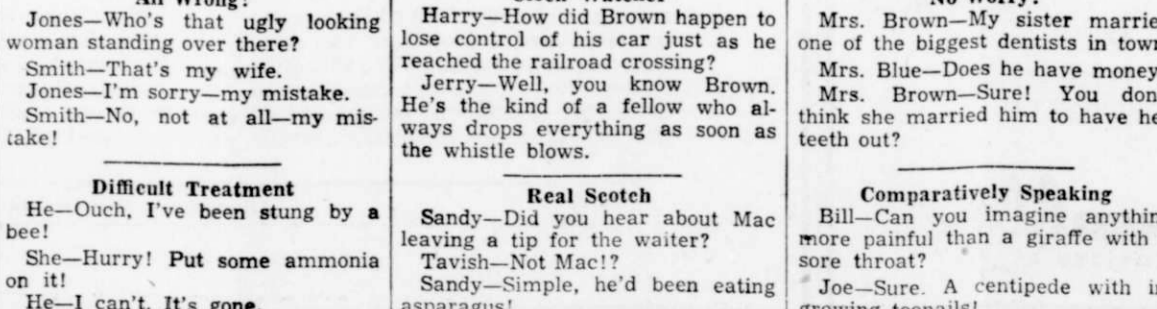 Jones—Who's that ugly looking
woman standing over there?
Smith—That's my wife.
Jones—I'm sorry—my mistake.
Smith—No, not at all—my mis-
take!
Difficult Treatment
He—Ouch, I've been stung by a
bee!
She—Hurry! Put some ammonia
on it!
He—I can't. It's gone.
Harry—How did Brown happen to
lose control of his car just as he
reached the railroad crossing?
Jerry—Well, you know Brown.
He's the kind of a fellow who al-
ways drops everything as soon as
the whistle blows.
Real Scotch
Sandy—Did you hear about Mac
leaving a tip for the waiter?
Tavish—Not Mac!?
Sandy—Simple, he'd been eating
asparagus!
No Worry!
Mrs. Brown—My sister marrie
one of the biggest dentists in town
Mrs. Blue—Does he have money
Mrs. Brown—Sure! You don
think she married him to have he
teeth out?
Comparatively Speaking
Bill—Can you imagine anythin
more painful than a giraffe with
sore throat?
Joe—Sure. A centipede with i
growing toenails!